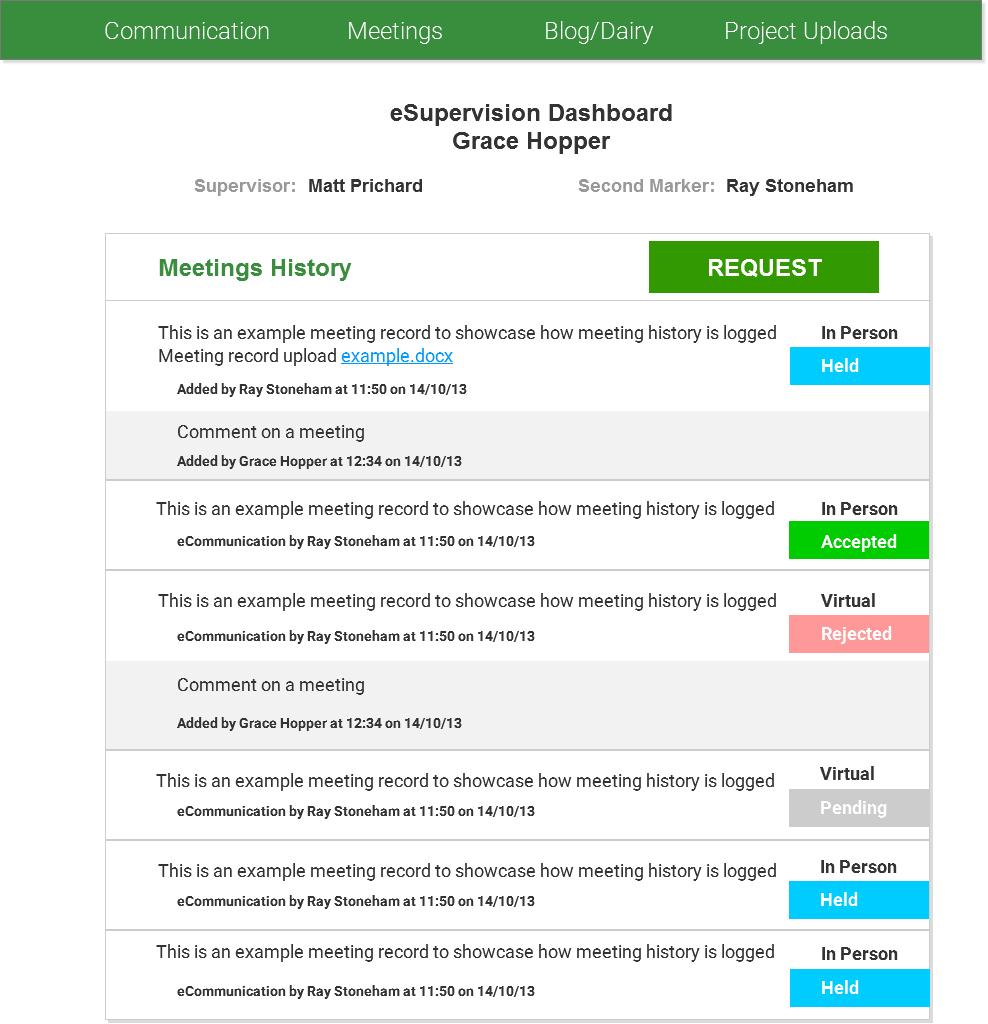 Communication Meetings Blog/Dairy Project Uploads
eSupervision Dashboard
Grace Hopper
Supervisor: Matt Prichard Second Marker: Ray Stoneham
Meetings History REQUEST
This is an example meeting record to showcase how meeting history is logged In Person
Meeting record upload example.docx Held
Added by Ray Stoneham at 11:50 on 14/10/13
Comment on a meeting
Added by Grace Hopper at 12:34 on 14/10/13
This is an example meeting record to showcase how meeting history is logged In Person
eCommunication by Ray Stoneham at 11:50 on 14/10/13 Accepted
This is an example meeting record to showcase how meeting history is logged Virtual
eCommunication by Ray Stoneham at 11:50 on 14/10/13 Rejected
Comment on a meeting
Added by Grace Hopper at 12:34 on 14/10/13
This is an example meeting record to showcase how meeting history is logged Virtual
eCommunication by Ray Stoneham at 11:50 on 14/10/13 Pending
This is an example meeting record to showcase how meeting history is logged In Person
eCommunication by Ray Stoneham at 11:50 on 14/10/13 Held
This is an example meeting record to showcase how meeting history is logged In Person
eCommunication by Ray Stoneham at 11:50 on 14/10/13 Held